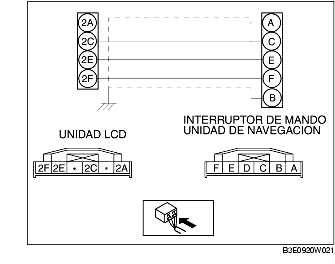 2A A
2C C
2E E
2F F
B
INTERRUPTOR DE MANDO
UNIDAD DE NAVEGACION
UNIDAD LCD
2F 2E * 2C * 2A
F E D C B A
B3E0920W021